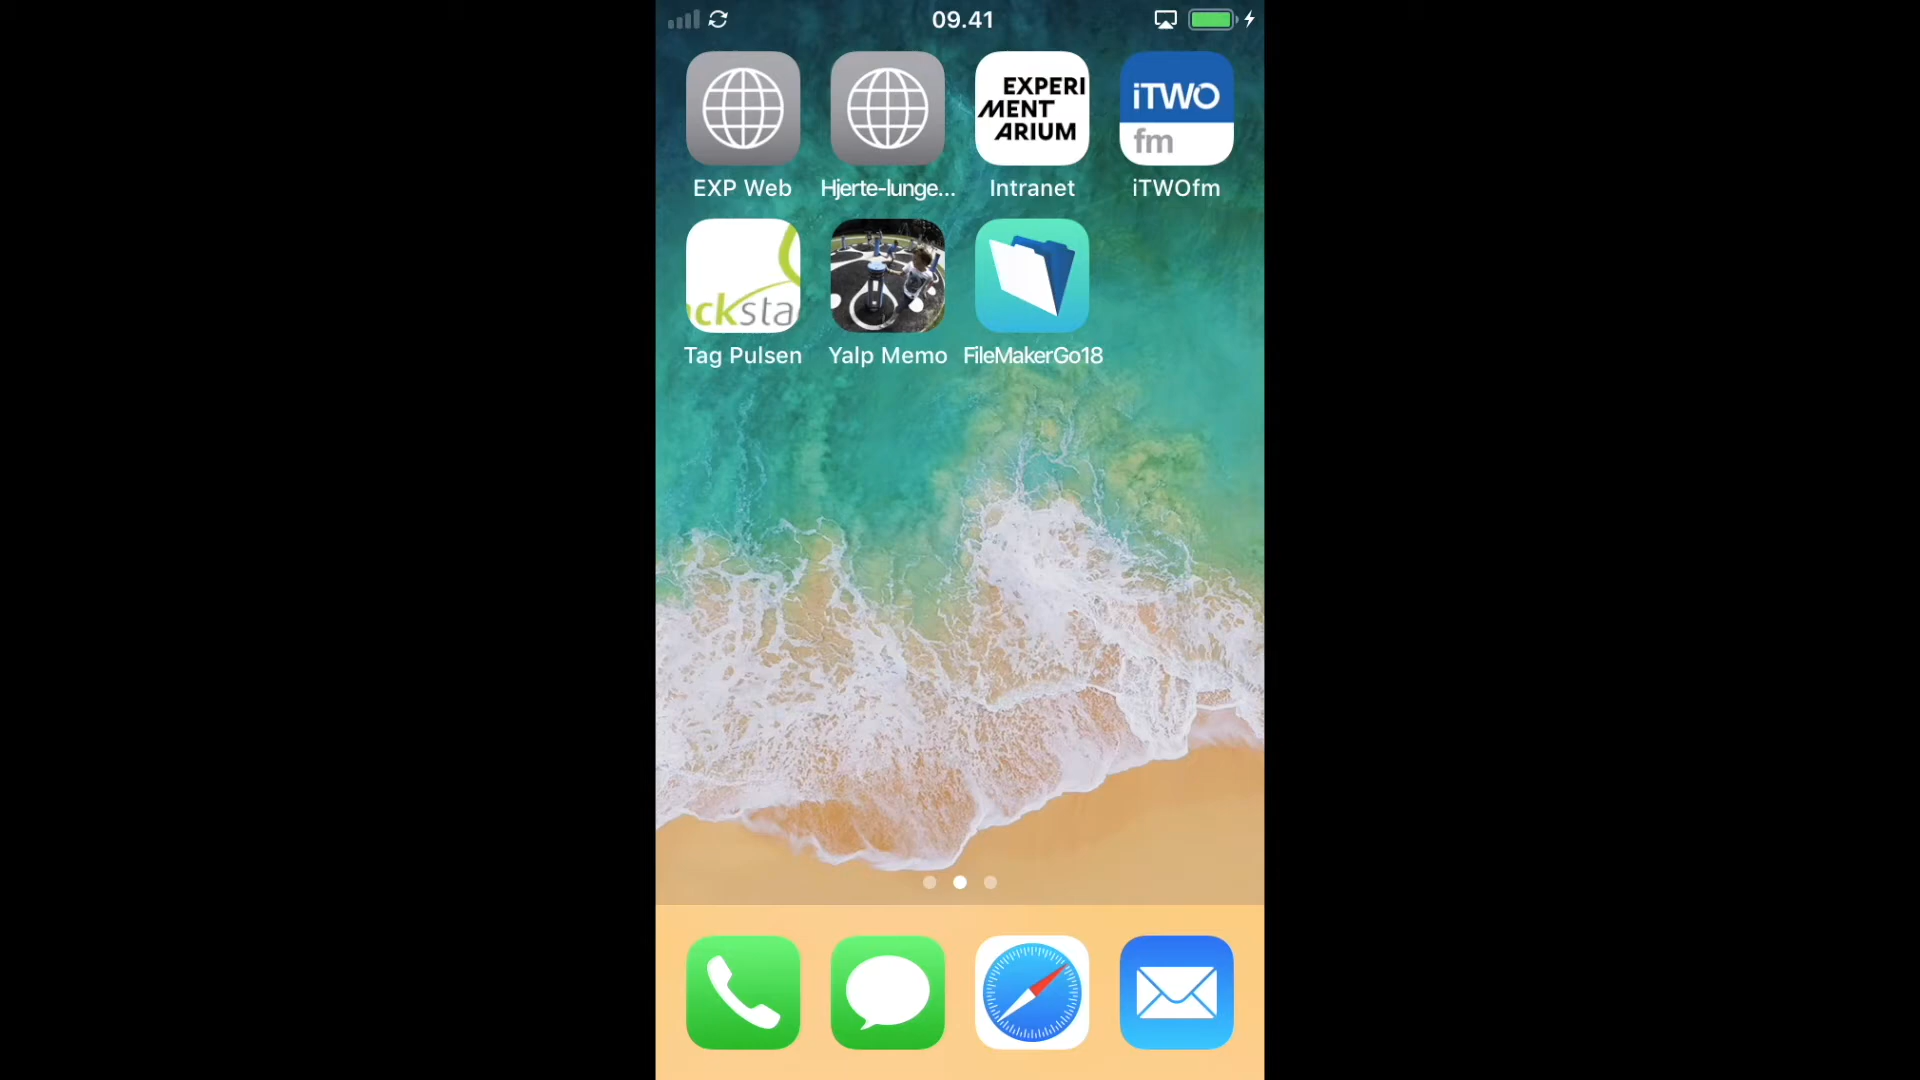 09.41
EXPERI
MENT
ARIUM
iTWO
fm
EXP Web
Hjerte-lunge...
Intranet
iTWOfm
cksta
Tag Pulsen
Yalp Memo
FileMakerGo18